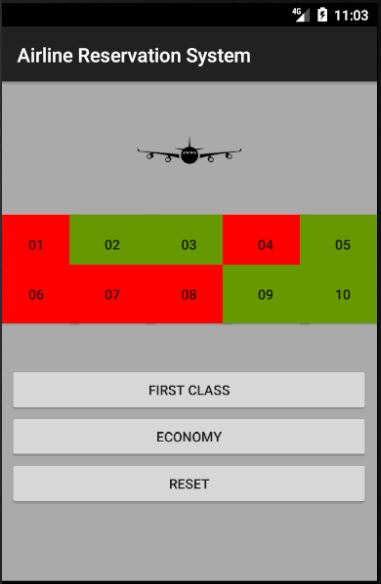 4G 11:03
Airline Reservation System
01 02 03 04 05
06 07 08 09 10
FIRST CLASS
ECONOMY
RESET